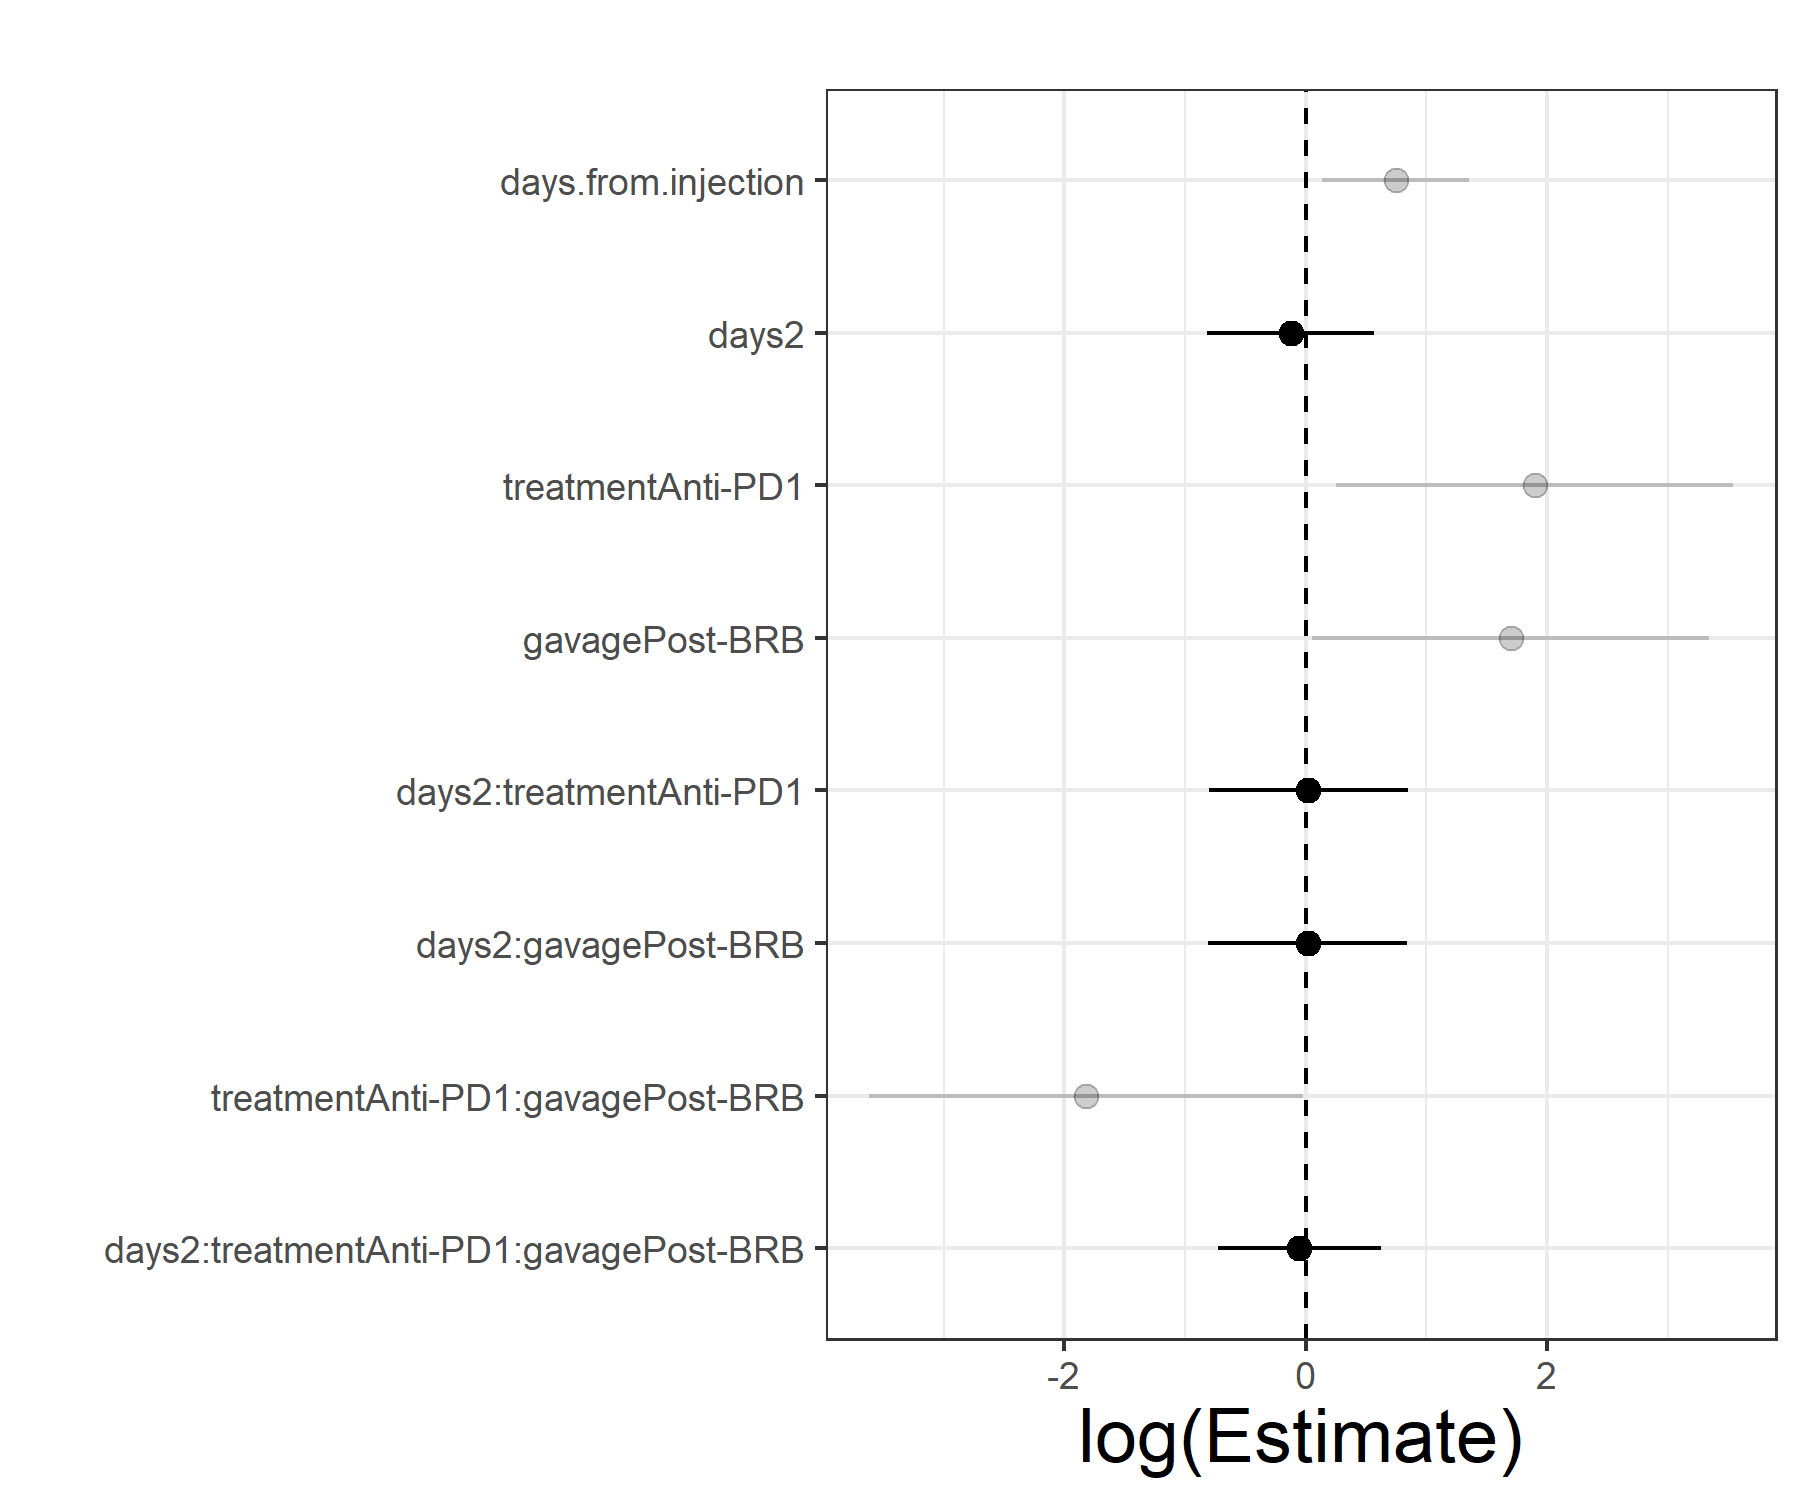 days.from.injection
days2
treatmentAnti-PD1
gavagePost-BRB
days2:treatmentAnti-PD1
days2:gavagePost-BRB
treatmentAnti-PD1:gavagePost-BRB
days2:treatmentAnti-PD1:gavagePost-BRB
-2 0 2
log(Estimate)